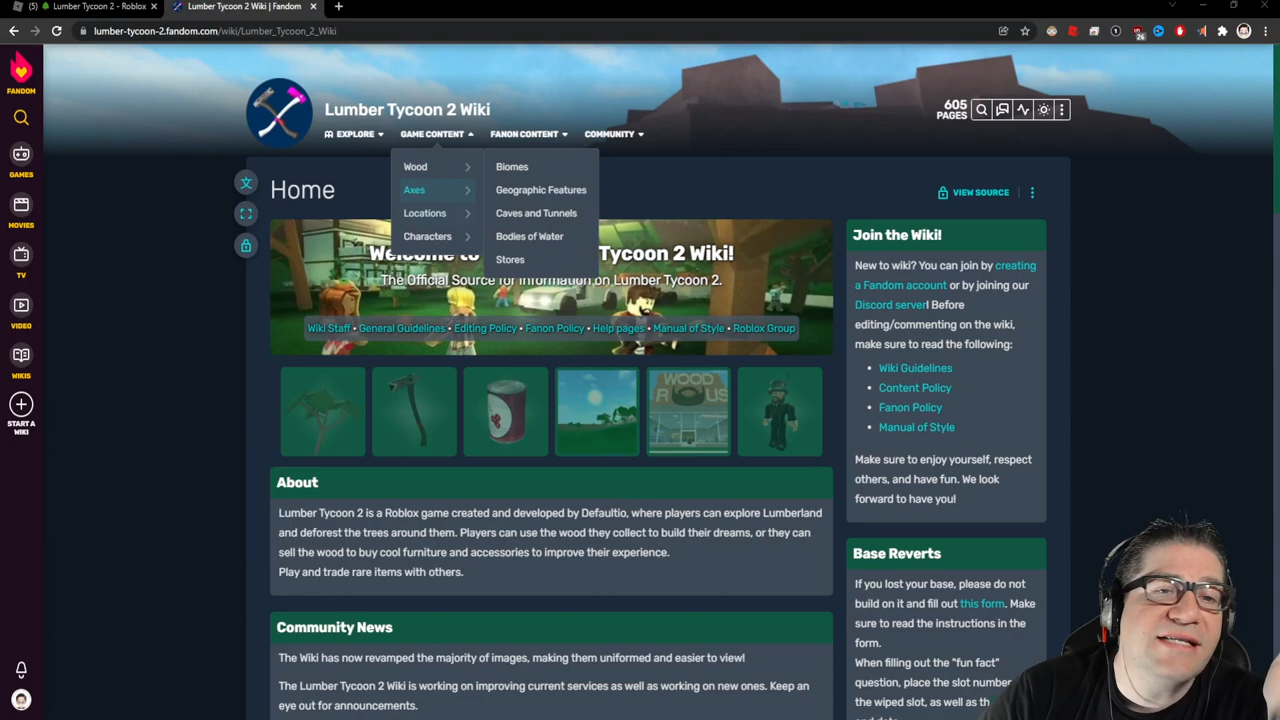 (5) Lumber Tycoon 2 - Roblox
Lumber Tycoon 2 Wiki | Fandom
lumber-tycoon-2.fandom.com/wiki/Lumber_Tycoon_2_Wiki
26
FANDOM
GAMES
MOVIES
TV
VIDEO
WIKIS
START A
WIKI
Lumber Tycoon 2 Wiki
605
PAGES
EXPLORE
GAME CONTENT
FANON CONTENT
COMMUNITY
Wood
Axes
Locations
Characters
Biomes
Geographic Features
Caves and Tunnels
Bodies of Water
Stores
Home
VIEW SOURCE
Welcome to Tycoon 2 Wiki!
The Official Source for Information on Lumber Tycoon 2.
Wiki Staff • General Guidelines • Editing Policy • Fanon Policy • Help pages • Manual of Style • Roblox Group
WOOD
R US
About
Lumber Tycoon 2 is a Roblox game created and developed by Defaultio, where players can explore Lumberland
and deforest the trees around them. Players can use the wood they collect to build their dreams, or they can
sell the wood to buy cool furniture and accessories to improve their experience.
Play and trade rare items with others.
Community News
The Wiki has now revamped the majority of images, making them uniformed and easier to view!
The Lumber Tycoon 2 Wiki is working on improving current services as well as working on new ones. Keep an
eye out for announcements.
Join the Wiki!
New to wiki? You can join by creating
a Fandom account or by joining our
Discord server! Before
editing/commenting on the wiki,
make sure to read the following:
• Wiki Guidelines
• Content Policy
• Fanon Policy
• Manual of Style
Make sure to enjoy yourself, respect
others, and have fun. We look
forward to have you!
Base Reverts
If you lost your base, please do not
build on it and fill out this form. Make
sure to read the instructions in the
form.
When filling out the "fun fact"
question, place the slot number
the wiped slot, as well as th